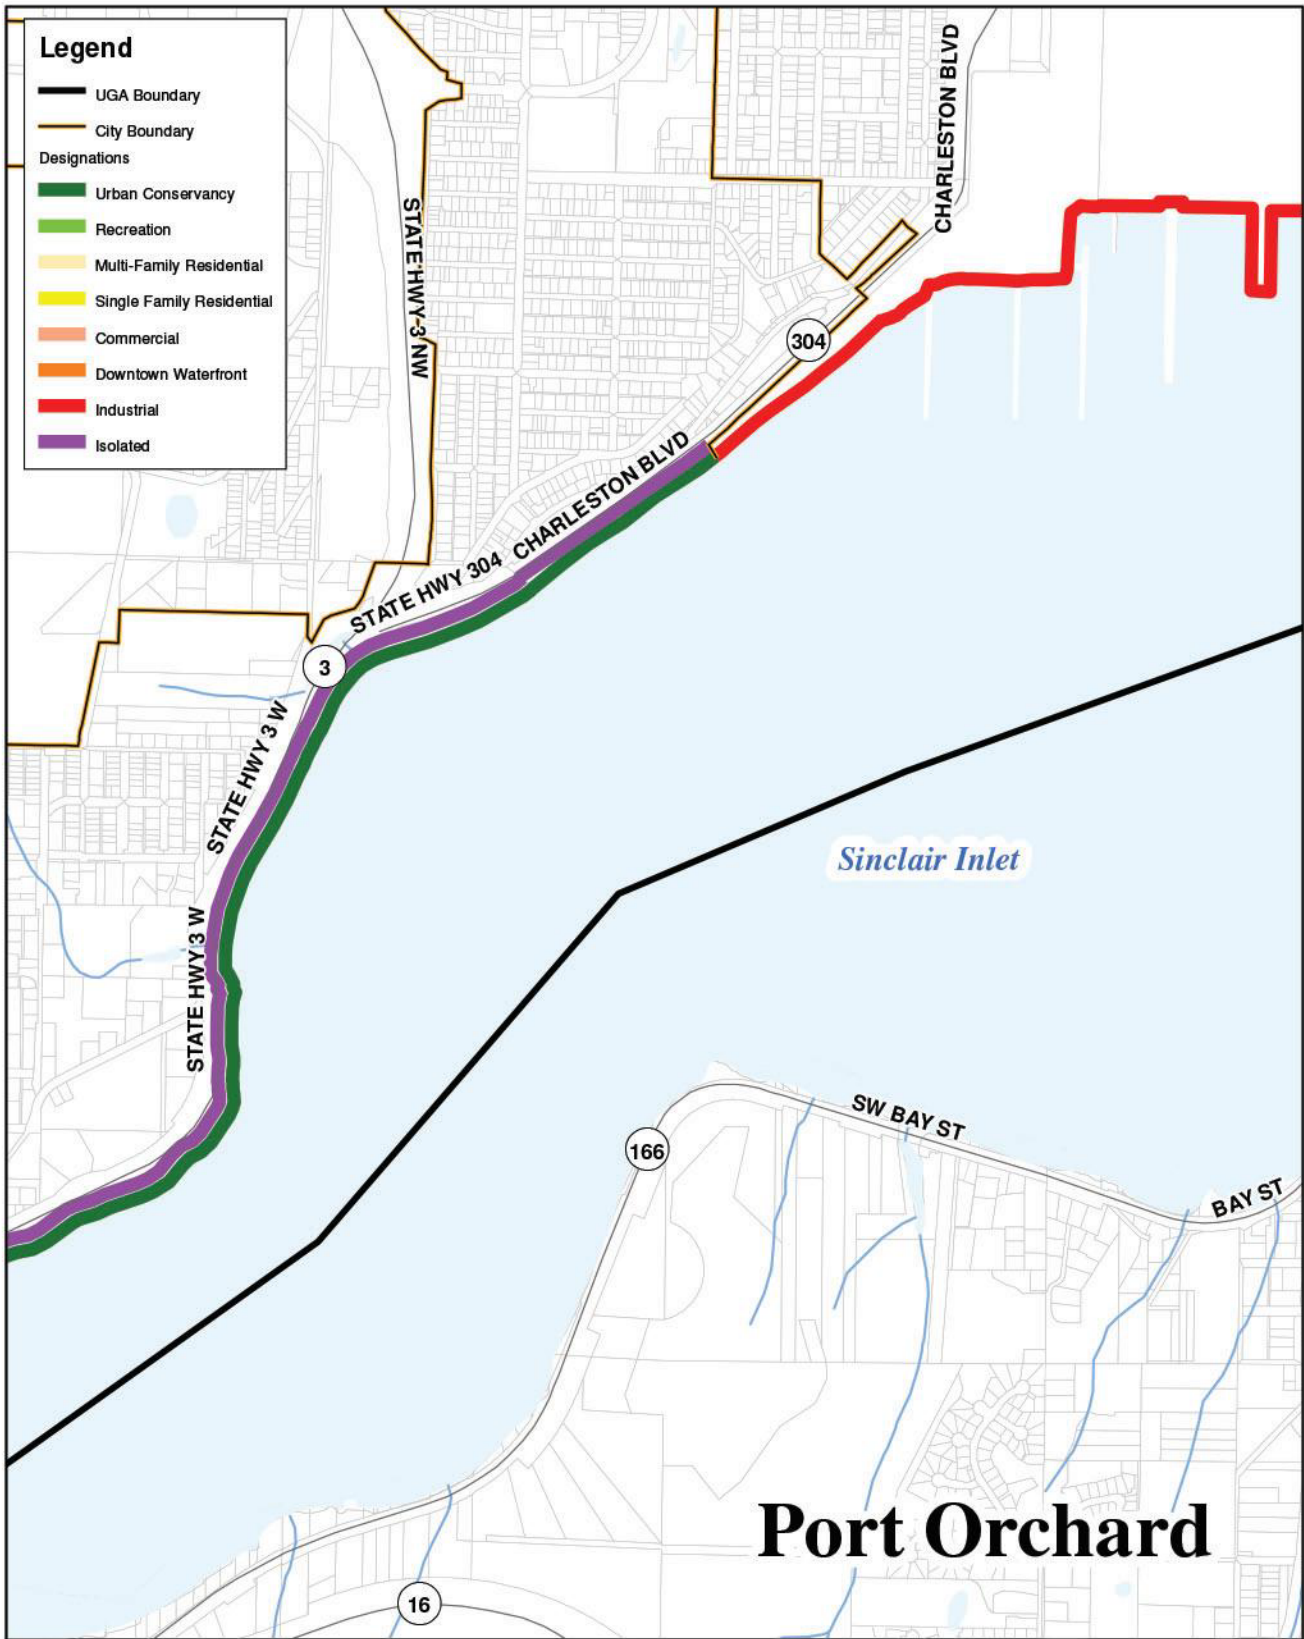 Legend
UGA Boundary
City Boundary
Designations
Urban Conservancy
Recreation
Multi-Family Residential
Single Family Residential
Commercial
Downtown Waterfront
Industrial
Isolated
CHARLESTON BLVD
STATE HWY 3 NW
304
CHARLESTON BLVD
STATE HWY 304
3
STATE HWY 3 W
Sinclair Inlet
STATE HWY 3 W
SW BAY ST
166
BAY ST
Port Orchard
16